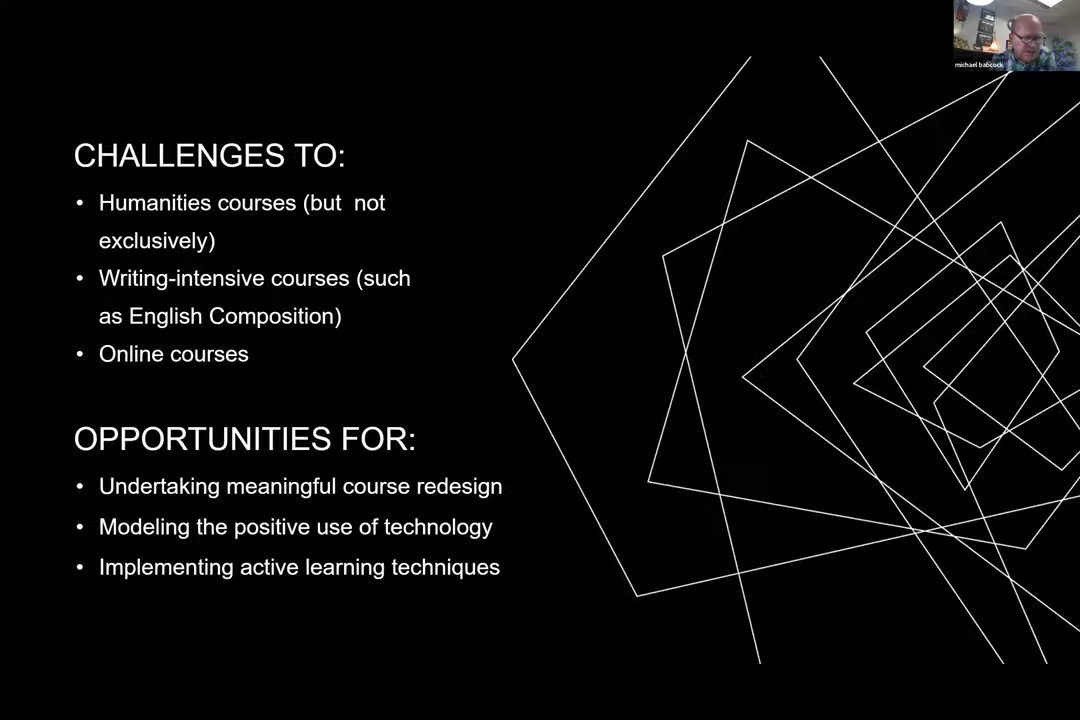 michael babcock
CHALLENGES TO:
• Humanities courses (but  not
exclusively)
• Writing-intensive courses (such
as English Composition)
• Online courses
OPPORTUNITIES FOR:
• Undertaking meaningful course redesign
• Modeling the positive use of technology
• Implementing active learning techniques